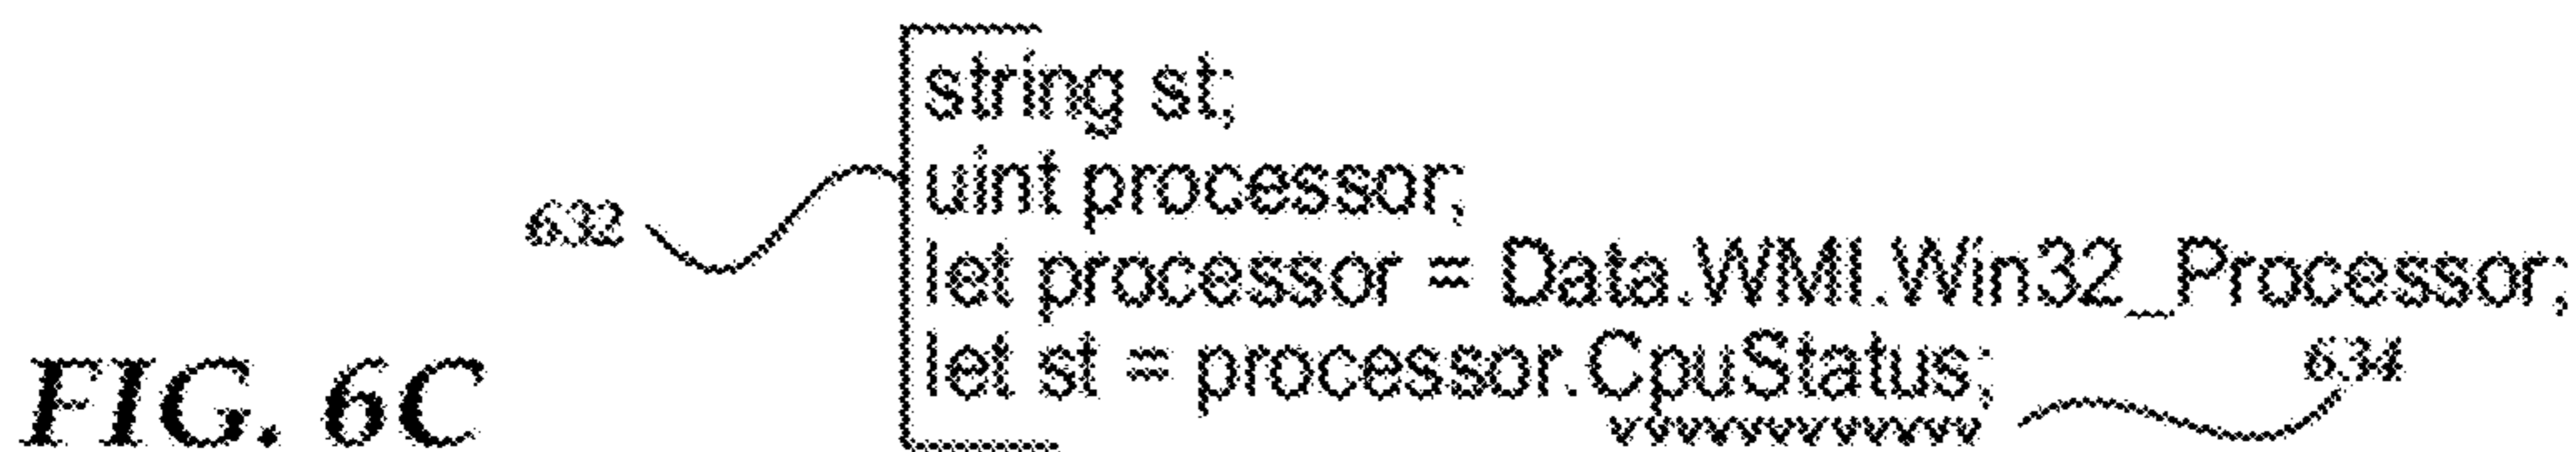 string st;
uint processor;
632
let processor = Data.WMI.Win32_Processor;
let st = processor.CpuStatus;
634
FIG. 6C